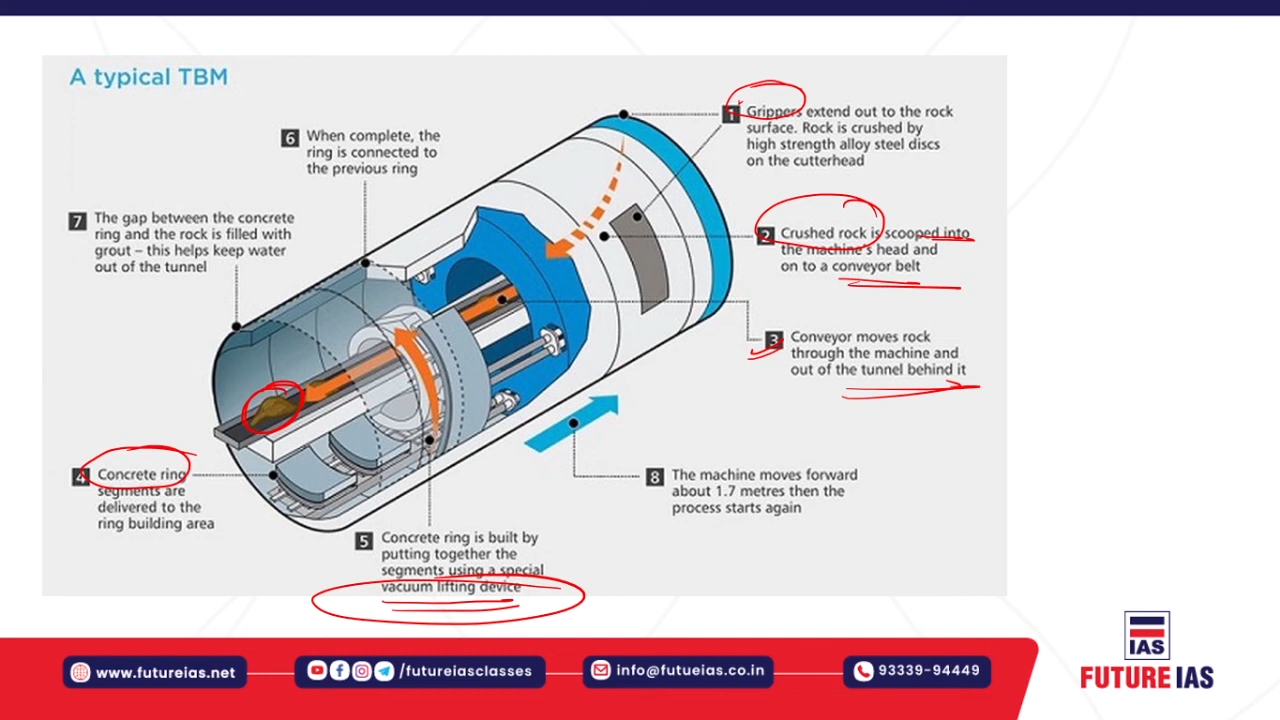 A typical TBM
1 Grippers extend out to the rock
surface. Rock is crushed by
high strength alloy steel discs
on the cutterhead
2 Crushed rock is scooped into
the machine's head and
on to a conveyor belt
3 Conveyor moves rock
through the machine and
out of the tunnel behind it
4 Concrete ring
segments are
delivered to the
ring building area
5 Concrete ring is built by
putting together the
segments using a special
vacuum lifting device
6 When complete, the
ring is connected to
the previous ring
7 The gap between the concrete
ring and the rock is filled with
grout – this helps keep water
out of the tunnel
8 The machine moves forward
about 1.7 metres then the
process starts again
www.futureias.net
/futureiasclasses
info@futueias.co.in
93339-94449
IAS
FUTURE IAS